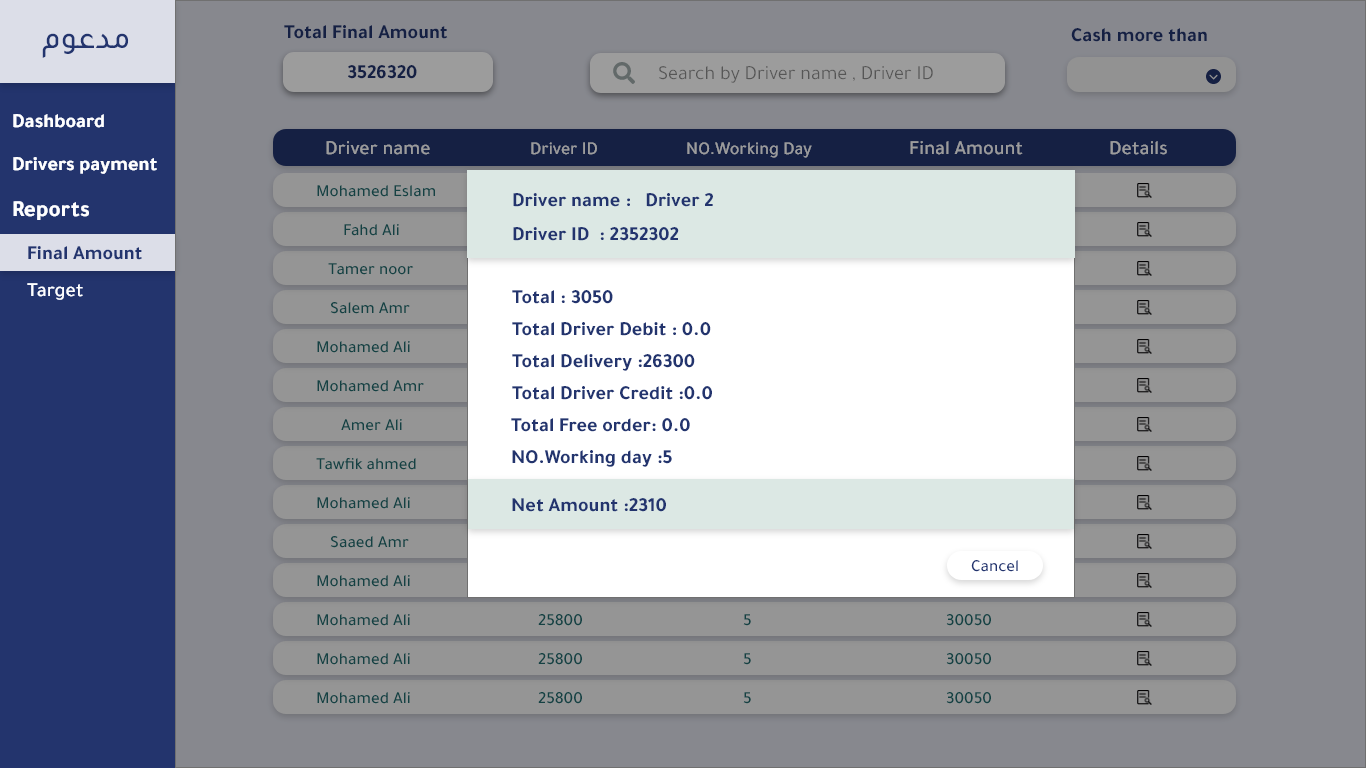 مدعوم
Dashboard
Drivers payment
Reports
Final Amount
Target
Total Final Amount
3526320
Search by Driver name , Driver ID
Cash more than
Driver name Driver ID NO.Working Day Final Amount Details
Mohamed Eslam
Fahd Ali
Tamer noor
Salem Amr
Mohamed Ali
Mohamed Amr
Amer Ali
Tawfik ahmed
Mohamed Ali
Saaed Amr
Mohamed Ali
Mohamed Ali 25800 5 30050
Mohamed Ali 25800 5 30050
Mohamed Ali 25800 5 30050
Driver name : Driver 2
Driver ID : 2352302
Total : 3050
Total Driver Debit : 0.0
Total Delivery :26300
Total Driver Credit :0.0
Total Free order: 0.0
NO.Working day :5
Net Amount :2310
Cancel